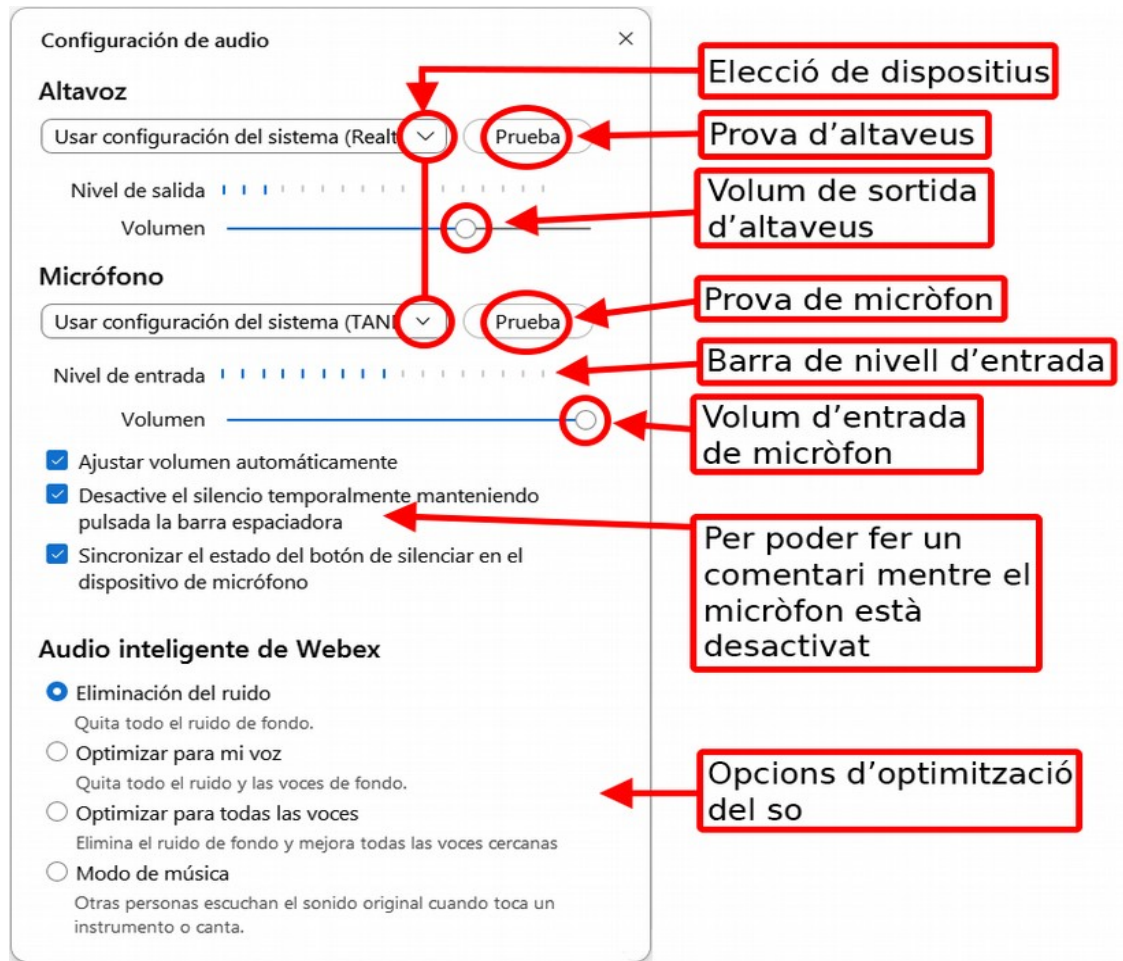 Configuración de audio
Altavoz
Usar configuración del sistema (Realt
Prueba
Nivel de salida
Volumen
Micrófono
Usar configuración del sistema (TAN
Prueba
Nivel de entrada
Volumen
Ajustar volumen automáticamente
Desactive el silencio temporalmente manteniendo
pulsada la barra espaciadora
Sincronizar el estado del botón de silenciar en el
dispositivo de micrófono
Audio inteligente de Webex
Eliminación del ruido
Quita todo el ruido de fondo.
Optimizar para mi voz
Quita todo el ruido y las voces de fondo.
Optimizar para todas las voces
Elimina el ruido de fondo y mejora todas las voces cercanas
Modo de música
Otras personas escuchan el sonido original cuando toca un
instrumento o canta.
Elecció de dispositius
Prova d'altaveus
Volum de sortida
d'altaveus
Prova de micròfon
Barra de nivell d'entrada
Volum d'entrada
de micròfon
Per poder fer un
comentari mentre el
micròfon està
desactivat
Opcions d'optimització
del so